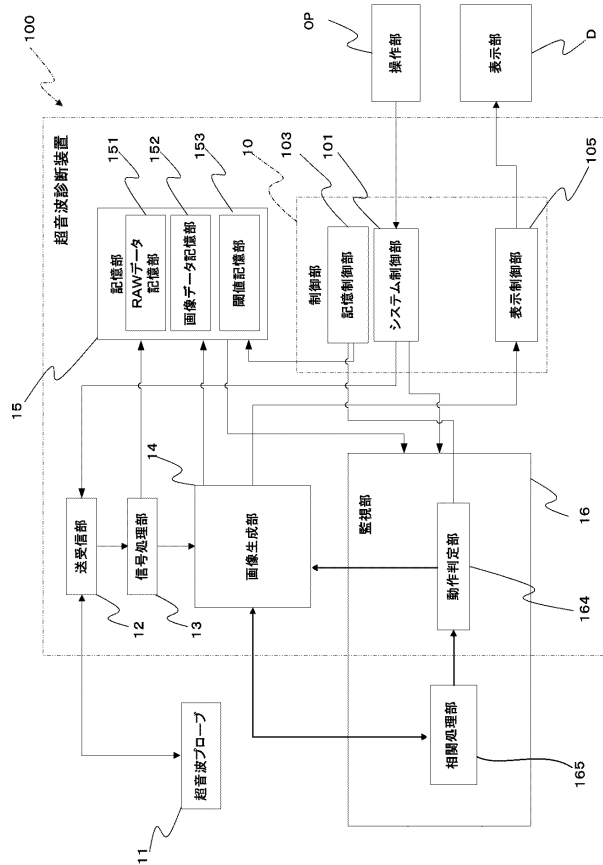 100
超音波診断装置
OP
操作部
D
表示部
15
記憶部
RAWデータ
記憶部
151
画像データ記憶部
152
閾値記憶部
153
10
制御部
記憶制御部
103
システム制御部
101
表示制御部
105
送受信部
12
信号処理部
13
14
画像生成部
監視部
16
動作判定部
164
相関処理部
165
超音波プローブ
11